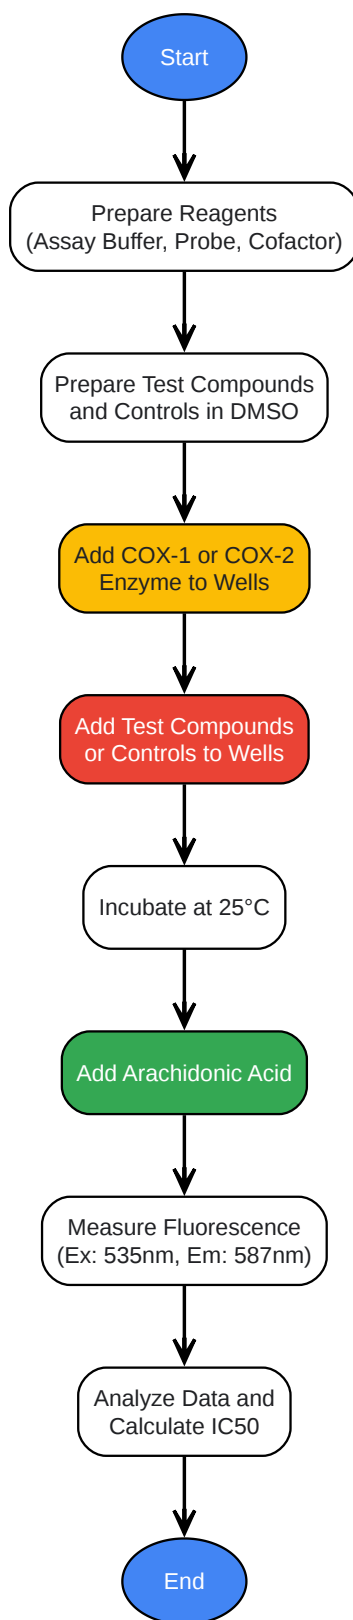 Start
Prepare Reagents
(Assay Buffer, Probe, Cofactor)
Prepare Test Compounds
and Controls in DMSO
Add COX-1 or COX-2
Enzyme to Wells
Add Test Compounds
or Controls to Wells
Incubate at 25°C
Add Arachidonic Acid
Measure Fluorescence
(Ex: 535nm, Em: 587nm)
Analyze Data and
Calculate IC50
End